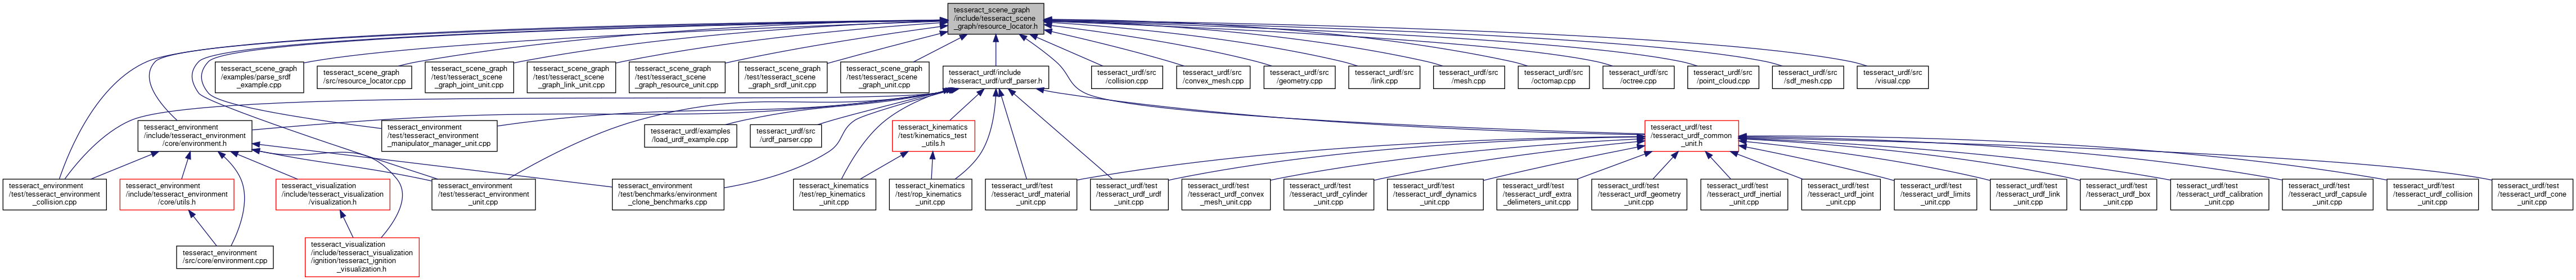 tesseract_scene_graph
/include/tesseract_scene
_graph/resource_locator.h
tesseract_scene_graph
/examples/parse_srdf
_example.cpp
tesseract_scene_graph
/src/resource_locator.cpp
tesseract_scene_graph
/test/tesseract_scene
_graph_joint_unit.cpp
tesseract_scene_graph
/test/tesseract_scene
_graph_link_unit.cpp
tesseract_scene_graph
/test/tesseract_scene
_graph_resource_unit.cpp
tesseract_scene_graph
/test/tesseract_scene
_graph_srdf_unit.cpp
tesseract_scene_graph
/test/tesseract_scene
_graph_unit.cpp
tesseract_urdf/include
/tesseract_urdf/urdf_parser.h
tesseract_urdf/src
/collision.cpp
tesseract_urdf/src
/convex_mesh.cpp
tesseract_urdf/src
/geometry.cpp
tesseract_urdf/src
/link.cpp
tesseract_urdf/src
/mesh.cpp
tesseract_urdf/src
/octomap.cpp
tesseract_urdf/src
/octree.cpp
tesseract_urdf/src
/point_cloud.cpp
tesseract_urdf/src
/sdf_mesh.cpp
tesseract_urdf/src
/visual.cpp
tesseract_environment
/include/tesseract_environment
/core/environment.h
tesseract_environment
/test/tesseract_environment
_manipulator_manager_unit.cpp
tesseract_urdf/examples
/load_urdf_example.cpp
tesseract_urdf/src
/urdf_parser.cpp
tesseract_kinematics
/test/kinematics_test
_utils.h
tesseract_urdf/test
/tesseract_urdf_common
_unit.h
tesseract_environment
/test/tesseract_environment
_collision.cpp
tesseract_environment
/include/tesseract_environment
/core/utils.h
tesseract_visualization
/include/tesseract_visualization
/visualization.h
tesseract_environment
/test/tesseract_environment
_unit.cpp
tesseract_environment
/test/benchmarks/environment
_clone_benchmarks.cpp
tesseract_kinematics
/test/rep_kinematics
_unit.cpp
tesseract_kinematics
/test/rop_kinematics
_unit.cpp
tesseract_urdf/test
/tesseract_urdf_material
_unit.cpp
tesseract_urdf/test
/tesseract_urdf_urdf
_unit.cpp
tesseract_urdf/test
/tesseract_urdf_convex
_mesh_unit.cpp
tesseract_urdf/test
/tesseract_urdf_cylinder
_unit.cpp
tesseract_urdf/test
/tesseract_urdf_dynamics
_unit.cpp
tesseract_urdf/test
/tesseract_urdf_extra
_delimeters_unit.cpp
tesseract_urdf/test
/tesseract_urdf_geometry
_unit.cpp
tesseract_urdf/test
/tesseract_urdf_inertial
_unit.cpp
tesseract_urdf/test
/tesseract_urdf_joint
_unit.cpp
tesseract_urdf/test
/tesseract_urdf_limits
_unit.cpp
tesseract_urdf/test
/tesseract_urdf_link
_unit.cpp
tesseract_urdf/test
/tesseract_urdf_box
_unit.cpp
tesseract_urdf/test
/tesseract_urdf_calibration
_unit.cpp
tesseract_urdf/test
/tesseract_urdf_capsule
_unit.cpp
tesseract_urdf/test
/tesseract_urdf_collision
_unit.cpp
tesseract_urdf/test
/tesseract_urdf_cone
_unit.cpp
tesseract_environment
/src/core/environment.cpp
tesseract_visualization
/include/tesseract_visualization
/ignition/tesseract_ignition
_visualization.h